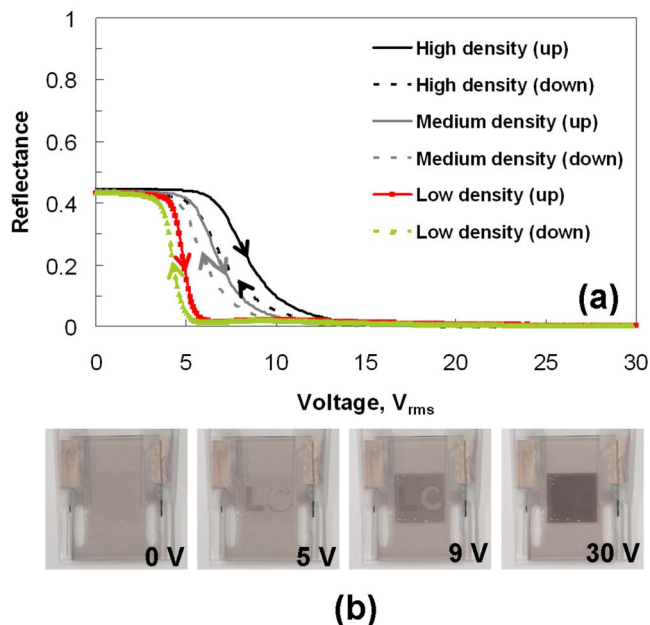 1
0.8
0.6
0.4
0.2
0
Reflectance
High density (up)
High density (down)
Medium density (up)
Medium density (down)
Low density (up)
Low density (down)
(a)
0 5 10 15 20 25 30
Voltage, Vrms
0 V
LC
5 V
LC
9 V
30 V
(b)